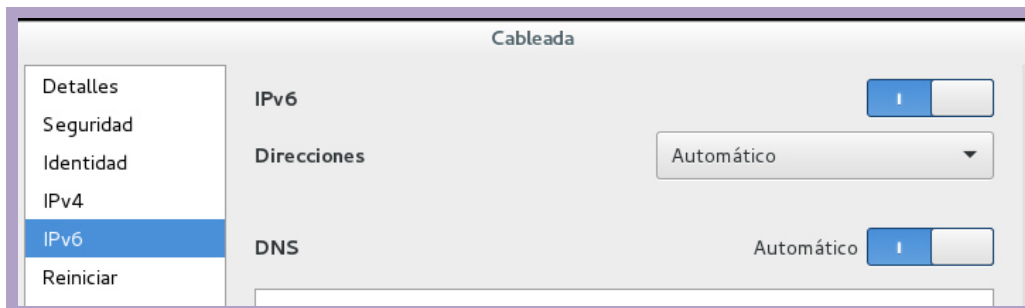 Cableada
Detalles
Seguridad
Identidad
IPv4
IPv6
Reiniciar
IPv6
Direcciones Automático
DNS Automático